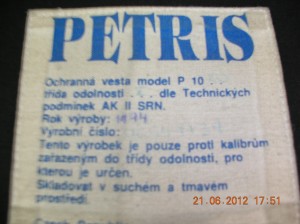 PETRIS
Ochranná vesta model P 10 . .
třída odolnosti . . . dle Technických
podmínek AK II SRN.
Rok výroby: 1994
Výrobní číslo:
Tento výrobek je pouze proti kalibrům
zařazeným do třídy odolnosti, pro
kterou je určen.
Skladovat v suchém a tmavém
prostředí.
21.06.2012 17:51